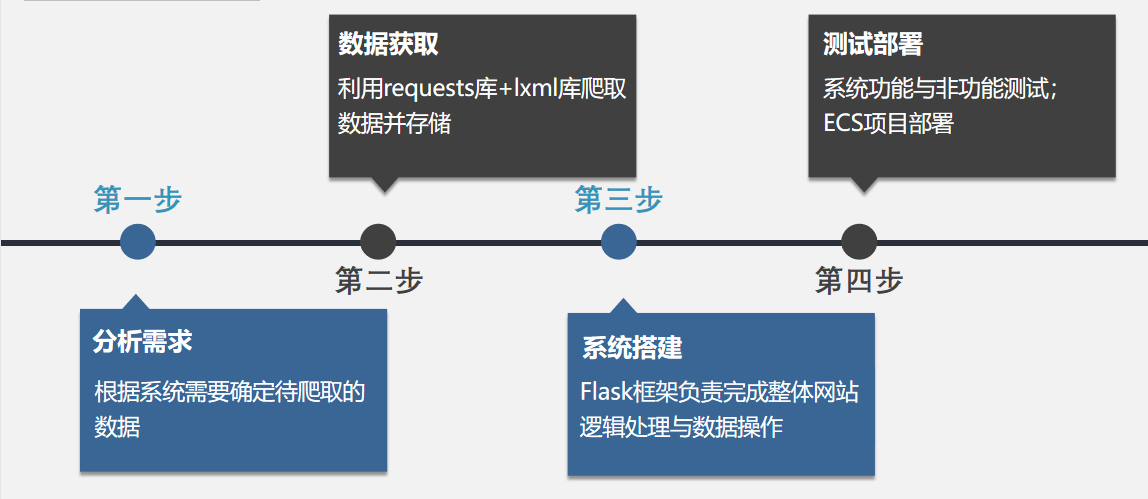 第一步
分析需求
根据系统需要确定待爬取的
数据
数据获取
利用requests库+lxml库爬取
数据并存储
第二步
第三步
系统搭建
Flask框架负责完成整体网站
逻辑处理与数据操作
测试部署
系统功能与非功能测试；
ECS项目部署
第四步